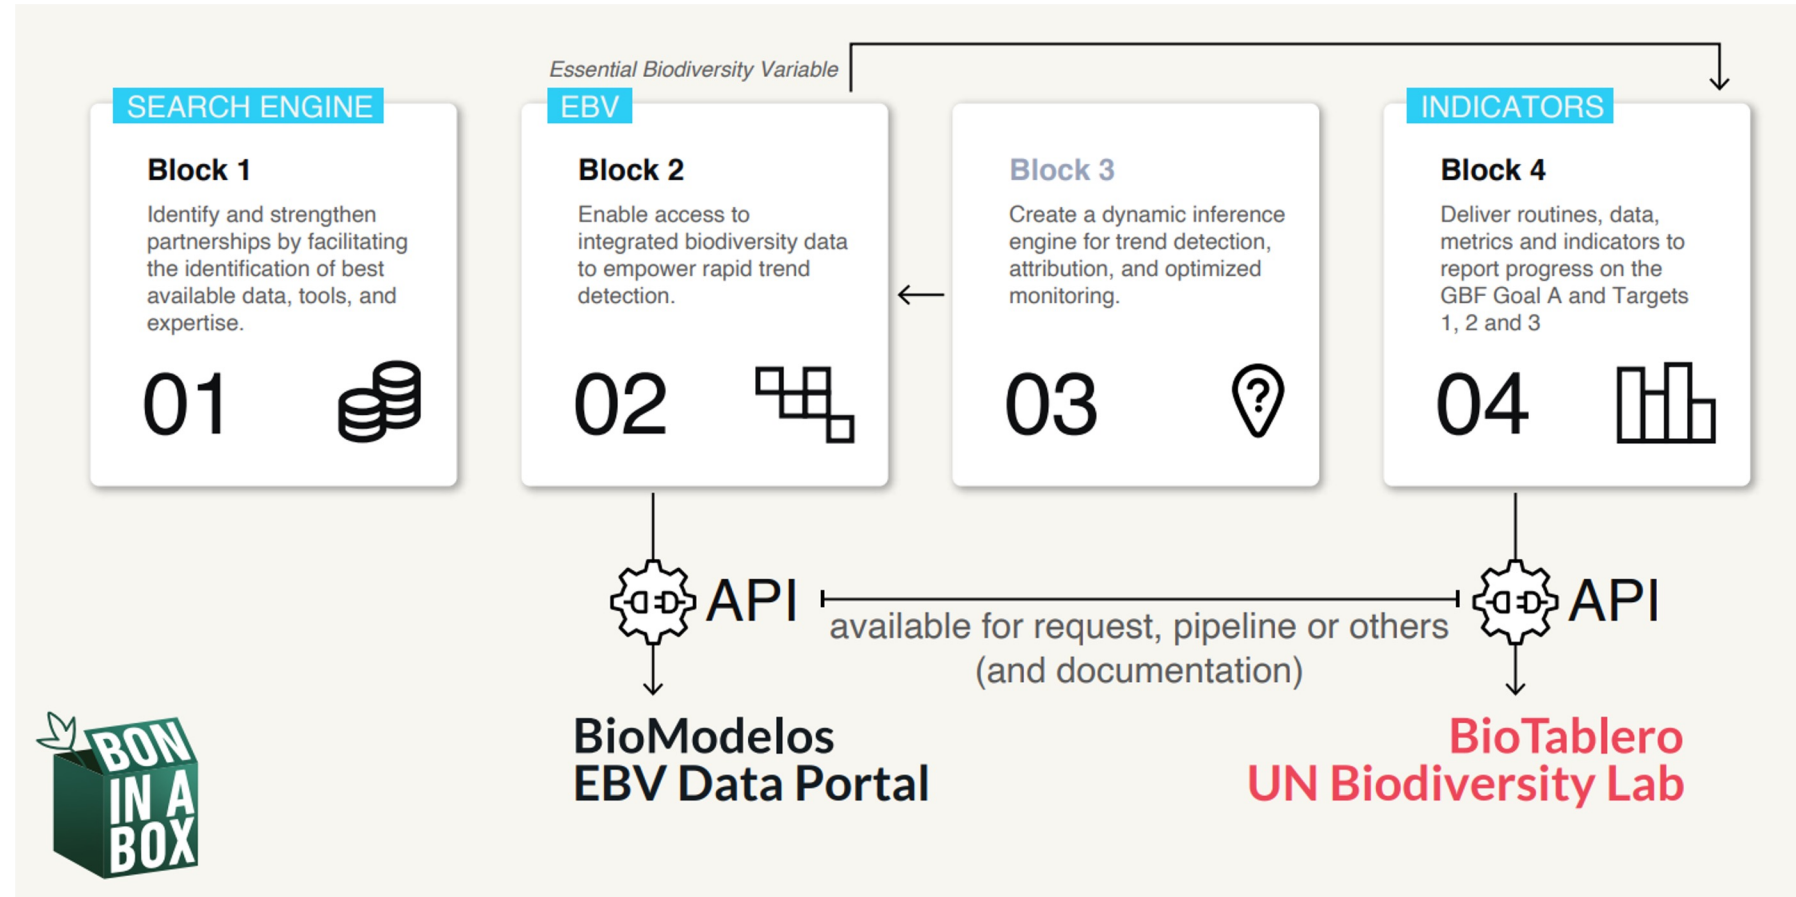 Essential Biodiversity Variable
SEARCH ENGINE
Block 1
Identify and strengthen
partnerships by facilitating
the identification of best
available data, tools, and
expertise.
01
EBV
Block 2
Enable access to
integrated biodiversity data
to empower rapid trend
detection.
02
Block 3
Create a dynamic inference
engine for trend detection,
attribution, and optimized
monitoring.
03
?
INDICATORS
Block 4
Deliver routines, data,
metrics and indicators to
report progress on the
GBF Goal A and Targets
1, 2 and 3
04
API
available for request, pipeline or others
(and documentation)
API
BioModelos
EBV Data Portal
BioTablero
UN Biodiversity Lab
BON
IN A
BOX